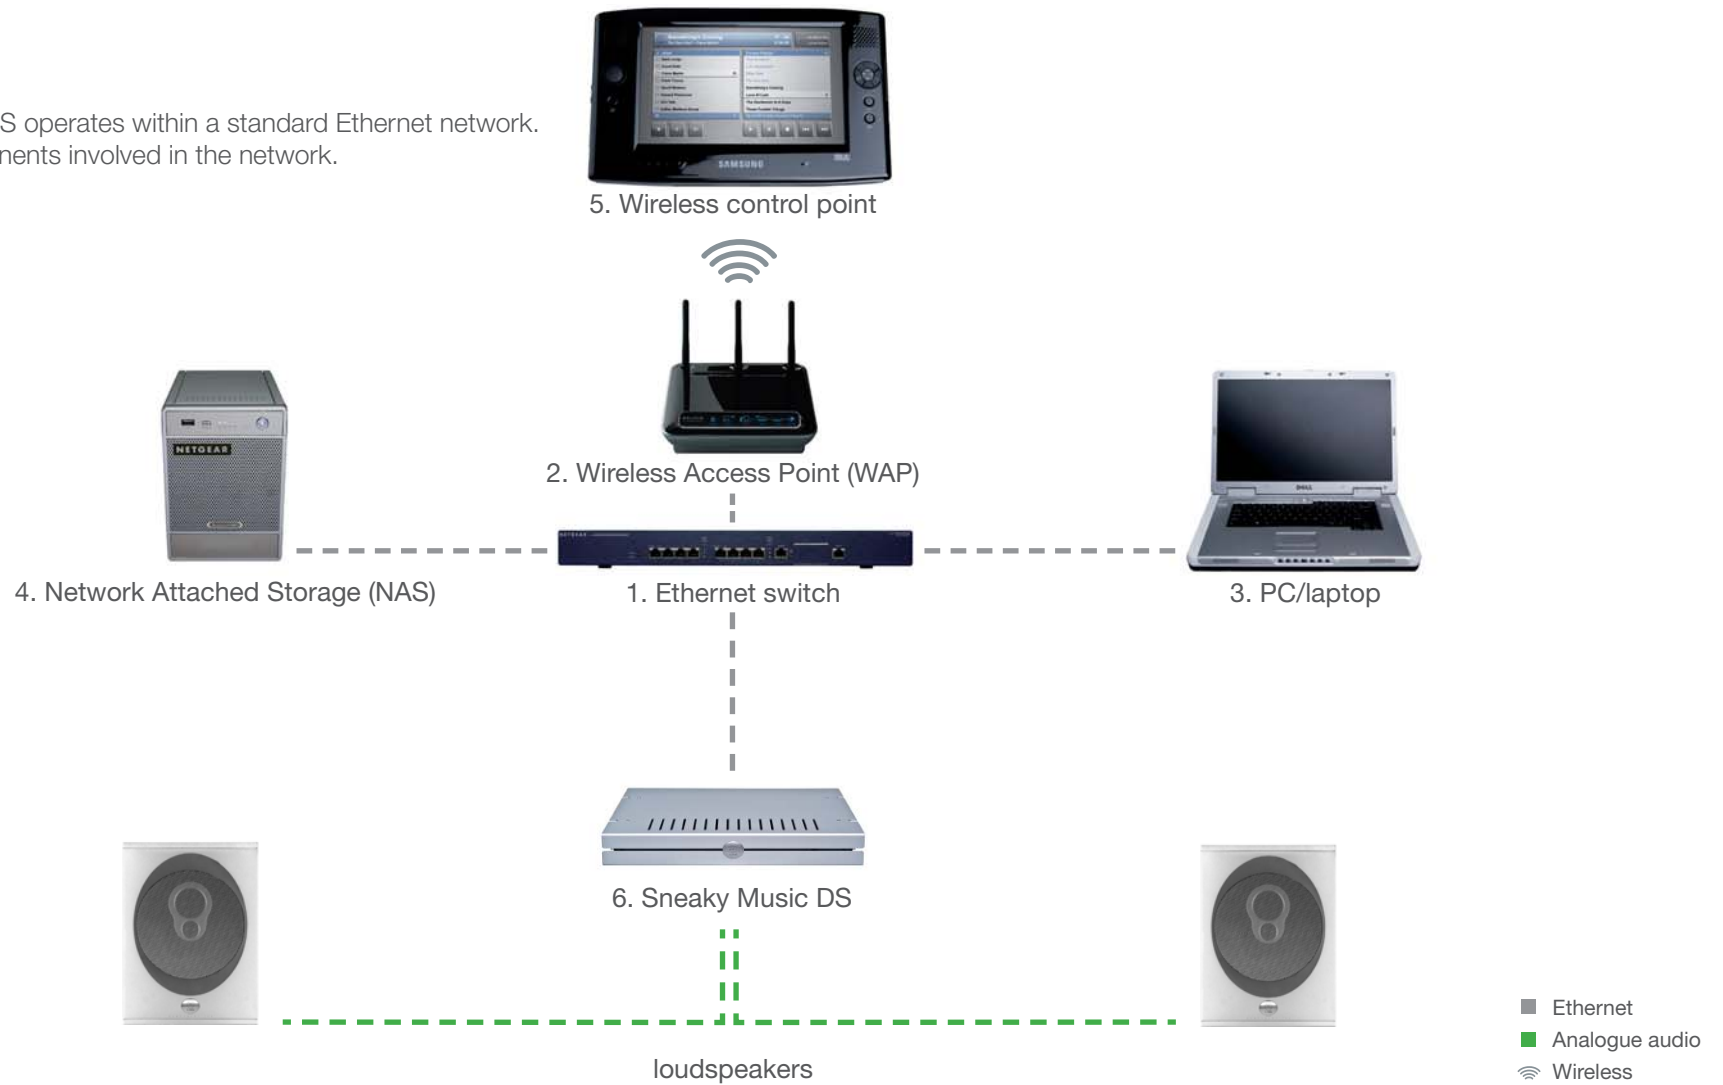 S operates within a standard Ethernet network.
nents involved in the network.
SAMSUNG
5. Wireless control point
NETGEAR
2. Wireless Access Point (WAP)
NETGEAR
DELL
4. Network Attached Storage (NAS)
1. Ethernet switch
3. PC/laptop
6. Sneaky Music DS
loudspeakers
Ethernet
Analogue audio
Wireless